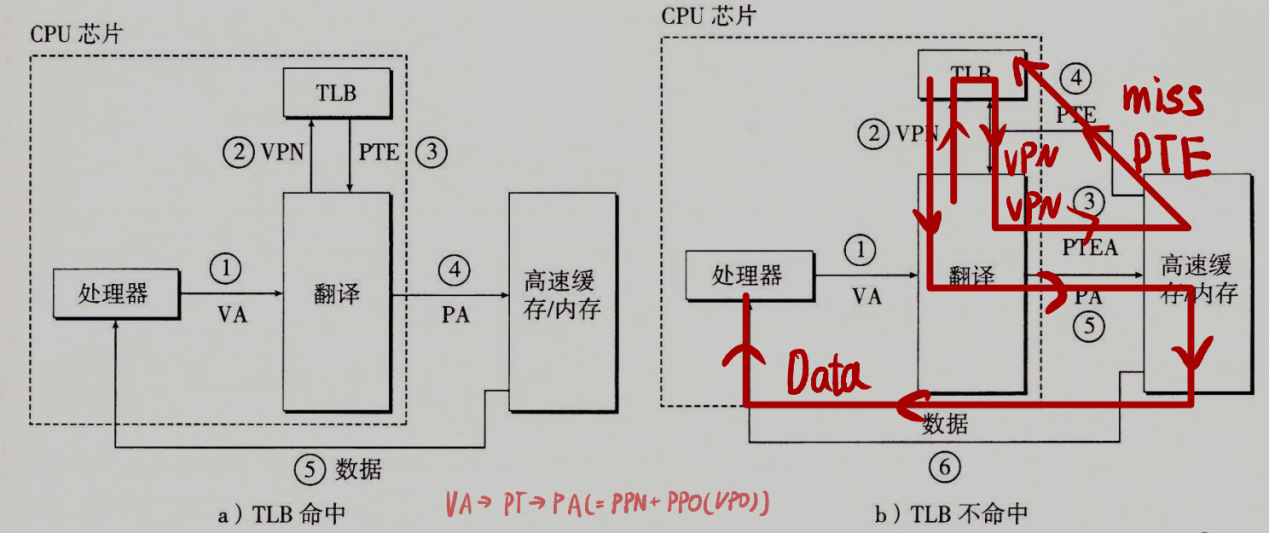 CPU 芯片
TLB
② VPN
PTE ③
①
处理器
VA
翻译
④
PA
高速缓
存/内存
⑤ 数据
a) TLB 命中
VA → PT → PA(= PPN + PPO(VPO))
CPU 芯片
TLB
④
PTE
miss
PTE
② VPN
VPN
VPN
③
PTEA
①
处理器
VA
翻译
PA
⑤
高速缓
存/内存
Data
数据
⑥
b) TLB 不命中